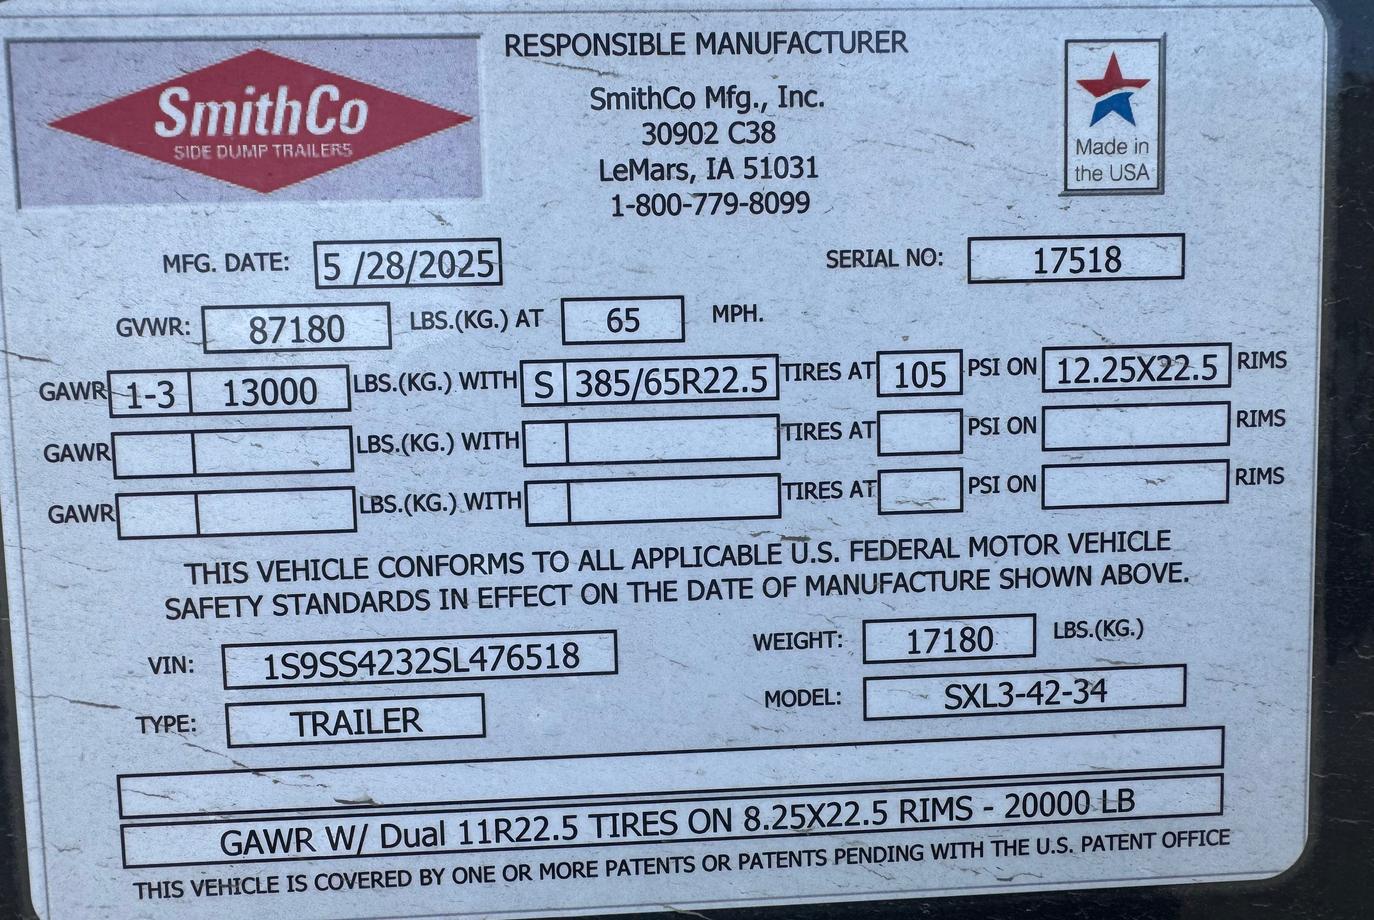 SmithCo
SIDE DUMP TRAILERS
RESPONSIBLE MANUFACTURER
SmithCo Mfg., Inc.
30902 C38
LeMars, IA 51031
1-800-779-8099
Made in
the USA
MFG. DATE: 5 /28/2025 SERIAL NO: 17518
GVWR: 87180 LBS.(KG.) AT 65 MPH.
GAWR 1-3 13000 LBS.(KG.) WITH S 385/65R22.5 TIRES AT 105 PSI ON 12.25X22.5 RIMS
GAWR LBS.(KG.) WITH TIRES AT PSI ON RIMS
GAWR LBS.(KG.) WITH TIRES AT PSI ON RIMS
THIS VEHICLE CONFORMS TO ALL APPLICABLE U.S. FEDERAL MOTOR VEHICLE
SAFETY STANDARDS IN EFFECT ON THE DATE OF MANUFACTURE SHOWN ABOVE.
VIN: 1S9SS4232SL476518 WEIGHT: 17180 LBS.(KG.)
TYPE: TRAILER MODEL: SXL3-42-34
GAWR W/ Dual 11R22.5 TIRES ON 8.25X22.5 RIMS - 20000 LB
THIS VEHICLE IS COVERED BY ONE OR MORE PATENTS OR PATENTS PENDING WITH THE U.S. PATENT OFFICE